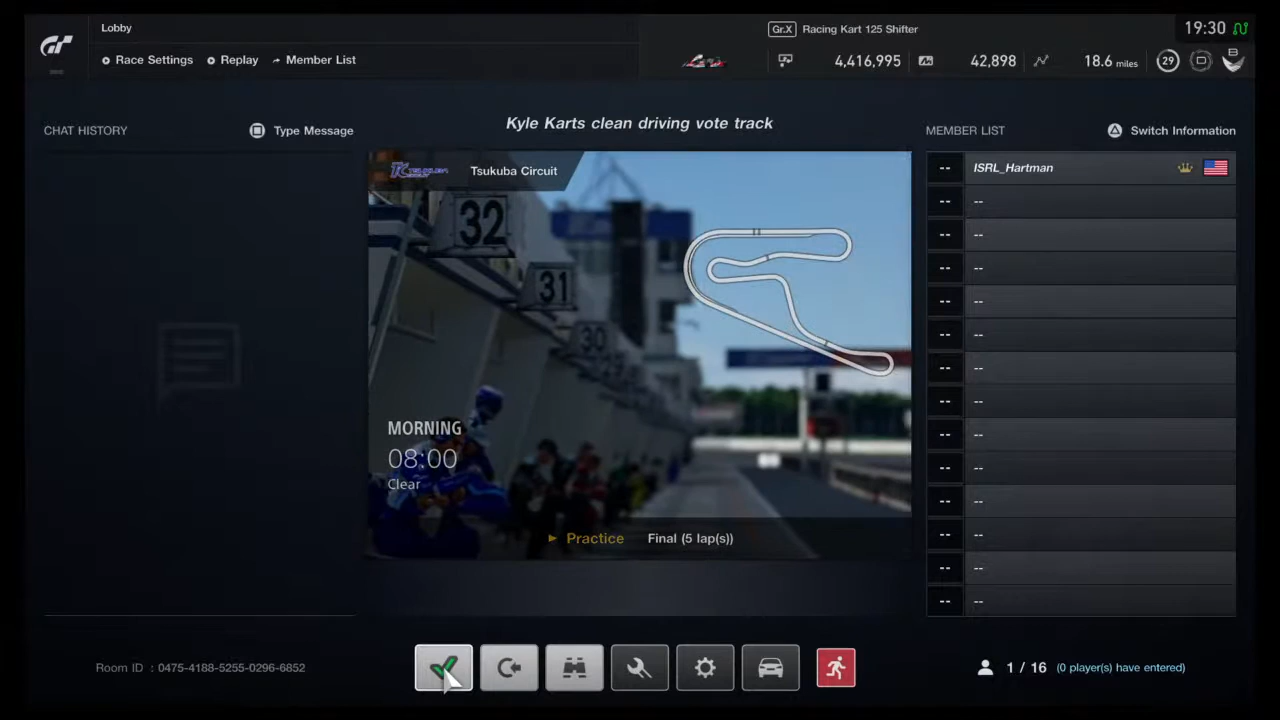 Lobby
Race Settings Replay Member List
Gr.X Racing Kart 125 Shifter
19:30
4,416,995 42,898 18.6 miles 29 B
Kyle Karts clean driving vote track
CHAT HISTORY Type Message
MEMBER LIST Switch Information
TSUKUBA CIRCUIT Tsukuba Circuit
ISRL_Hartman
--
-- --
-- --
-- --
-- --
-- --
-- --
-- --
-- --
-- --
-- --
-- --
-- --
-- --
32
31
30
MORNING
08:00
Clear
Practice Final (5 lap(s))
Room ID : 0475-4188-5255-0296-6852
1 / 16 (0 player(s) have entered)